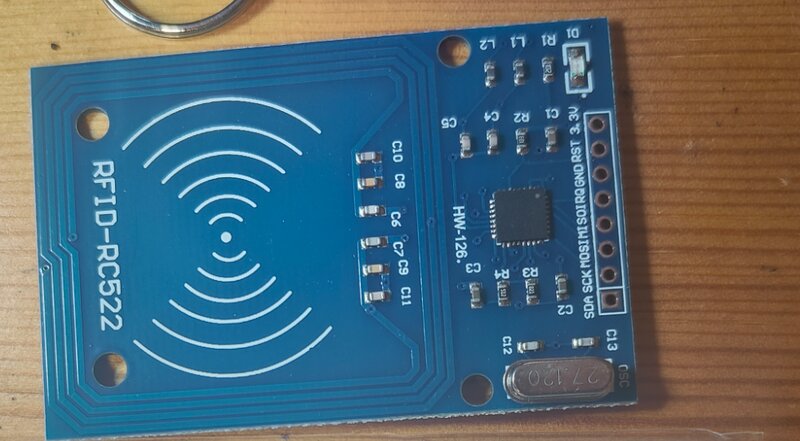 RFID-RC522
C10
C8
C6
C7
C9
C11
HW-126.
L2
L1
R1
D1
C5
C4
R2
C1
3.3V
RST
GND
IRQ
MISO
MOSI
SCK
SDA
C3
R4
R3
C2
C12
C13
27.120
OSC